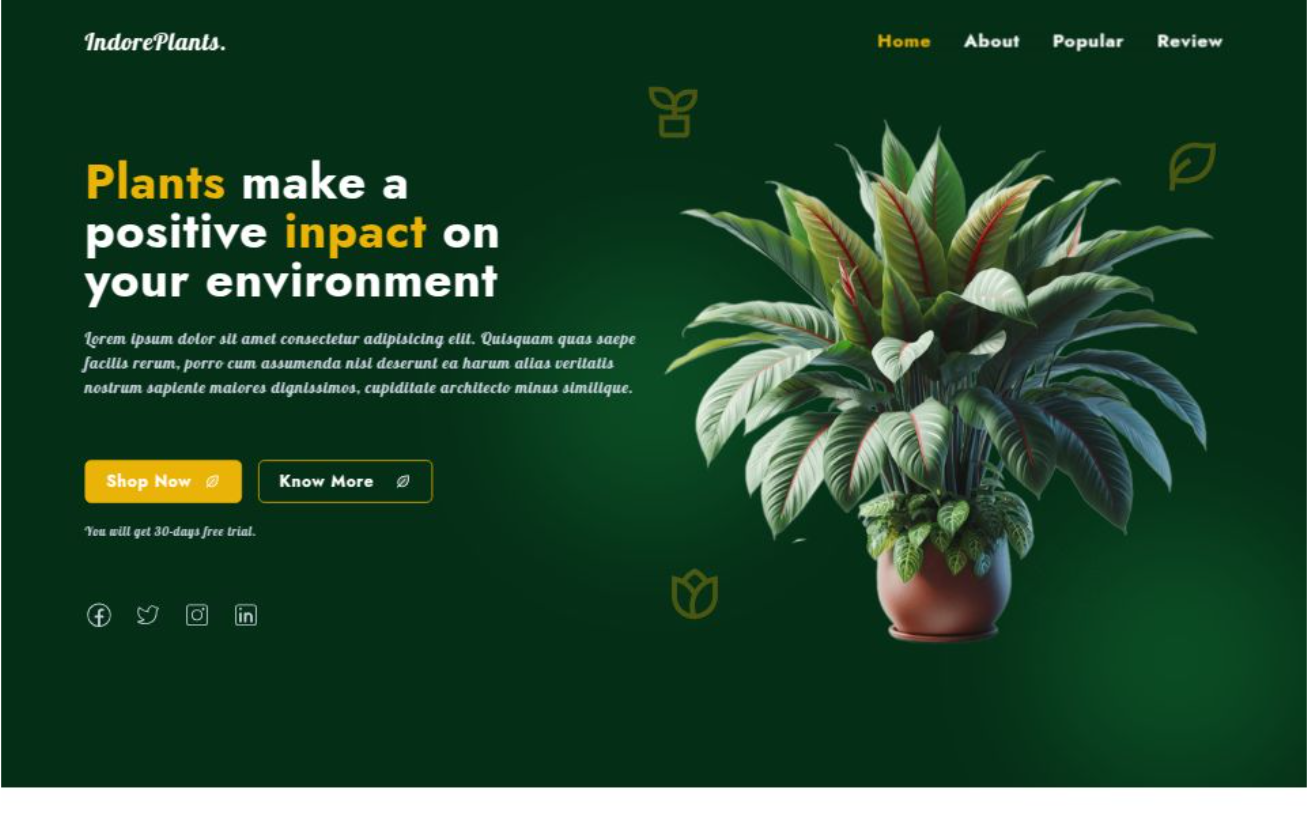 IndorePlants.
Home About Popular Review
Plants make a
positive inpact on
your environment
Lorem ipsum dolor sit amet consectetur adipisicing elit. Quisquam quas saepe
facilis rerum, porro cum assumenda nisi deserunt ea harum alias veritatis
nostrum sapiente maiores dignissimos, cupiditate architecto minus similique.
Shop Now Know More
You will get 30-days free trial.